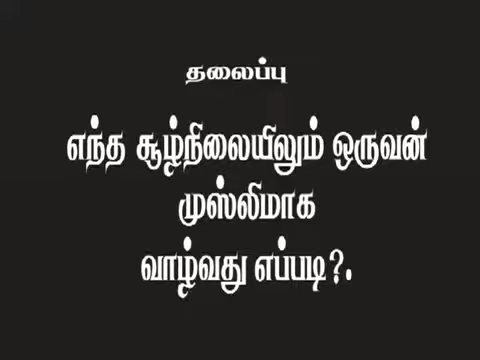 தலைப்பு
எந்த சூழ்நிலையிலும் ஒருவன்
முஸ்லிமாக
வாழ்வது எப்படி?.